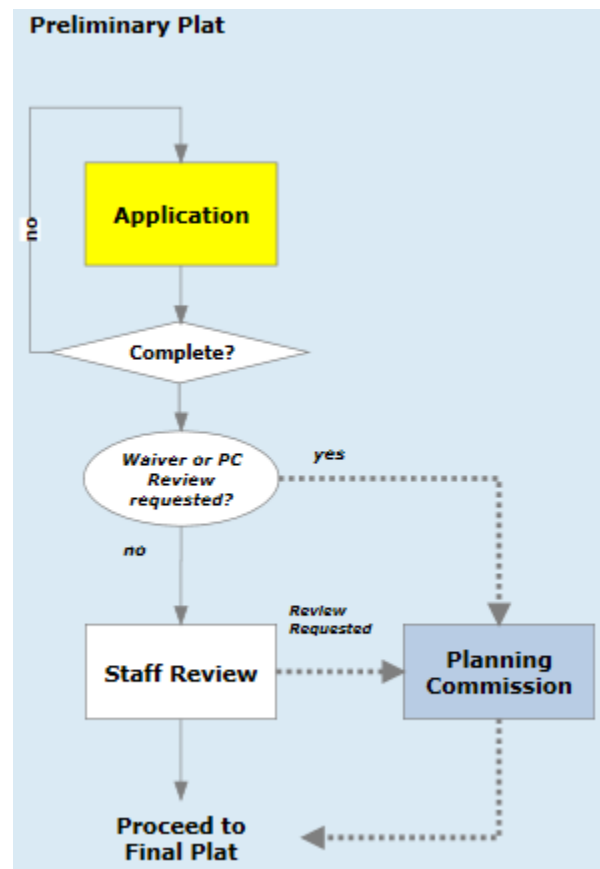 Preliminary Plat
Application
no
Complete?
Waiver or PC
Review
requested?
yes
no
Review
Requested
Staff Review
Planning
Commission
Proceed to
Final Plat